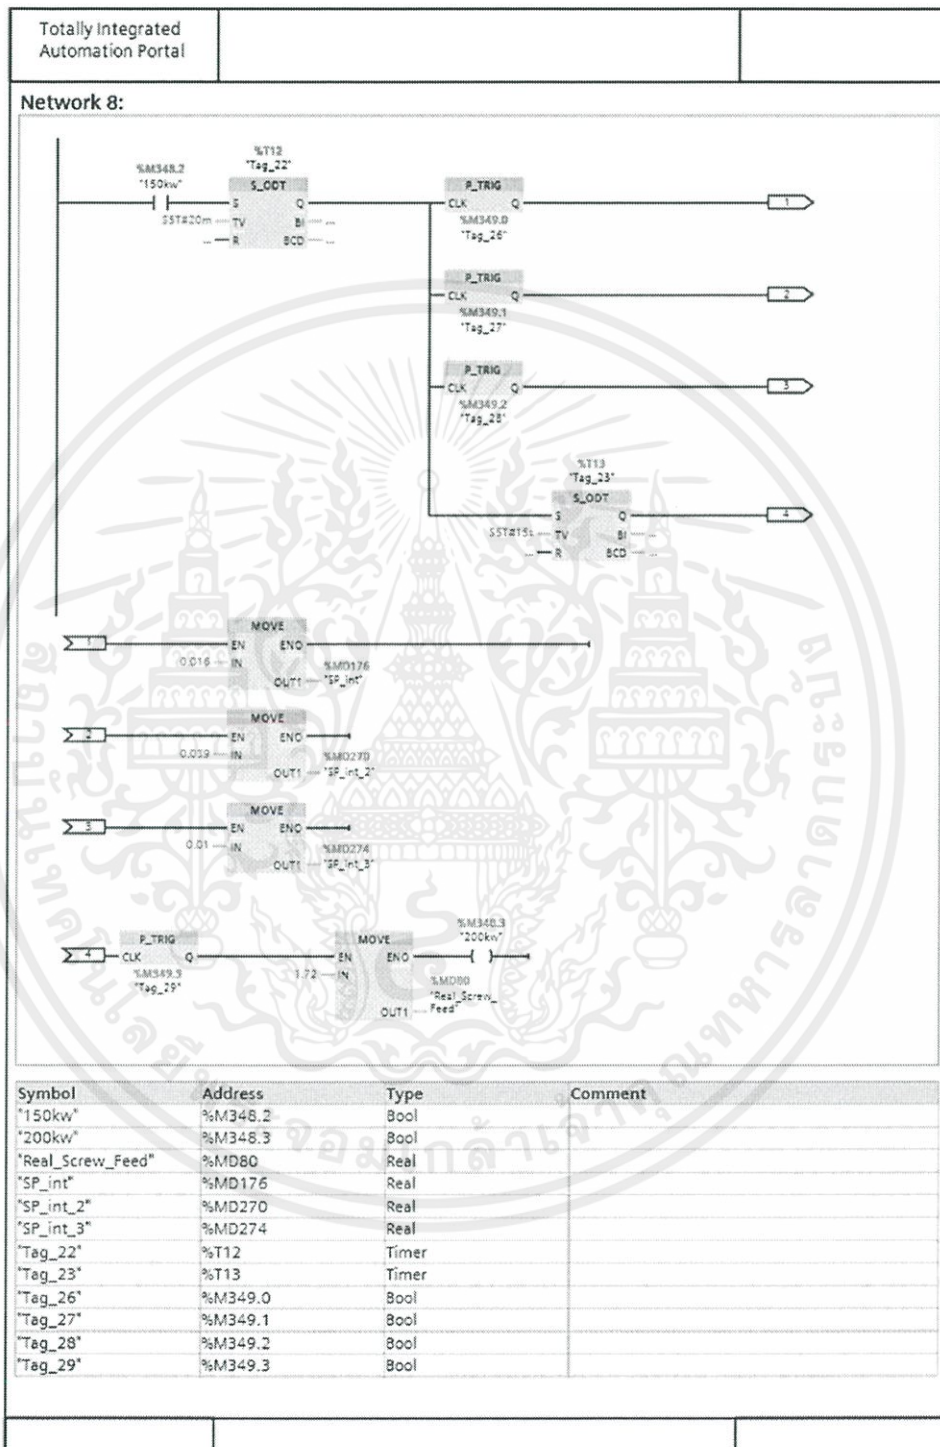 Totally Integrated
Automation Portal
Network 8:
%M348.2
"150kw"
%T12
"Tag_22"
S_ODT
S Q
S5T#20m TV BI ...
... R BCD ...
P_TRIG
CLK Q
%M349.0
"Tag_26"
1
P_TRIG
CLK Q
%M349.1
"Tag_27"
2
P_TRIG
CLK Q
%M349.2
"Tag_28"
3
%T13
"Tag_23"
S_ODT
S Q
S5T#15s TV BI ...
... R BCD ...
4
1
MOVE
EN ENO
0.016 IN
%MD176
OUT1 "SP_int"
2
MOVE
EN ENO
0.039 IN
%MD270
OUT1 "SP_int_2"
3
MOVE
EN ENO
0.01 IN
%MD274
OUT1 "SP_int_3"
4
P_TRIG
CLK Q
%M349.3
"Tag_29"
MOVE
EN ENO
1.72 IN
%M348.3
"200kw"
%MD80
"Real_Screw_
OUT1 Feed"
Symbol Address Type Comment
"150kw" %M348.2 Bool
"200kw" %M348.3 Bool
"Real_Screw_Feed" %MD80 Real
"SP_int" %MD176 Real
"SP_int_2" %MD270 Real
"SP_int_3" %MD274 Real
"Tag_22" %T12 Timer
"Tag_23" %T13 Timer
"Tag_26" %M349.0 Bool
"Tag_27" %M349.1 Bool
"Tag_28" %M349.2 Bool
"Tag_29" %M349.3 Bool